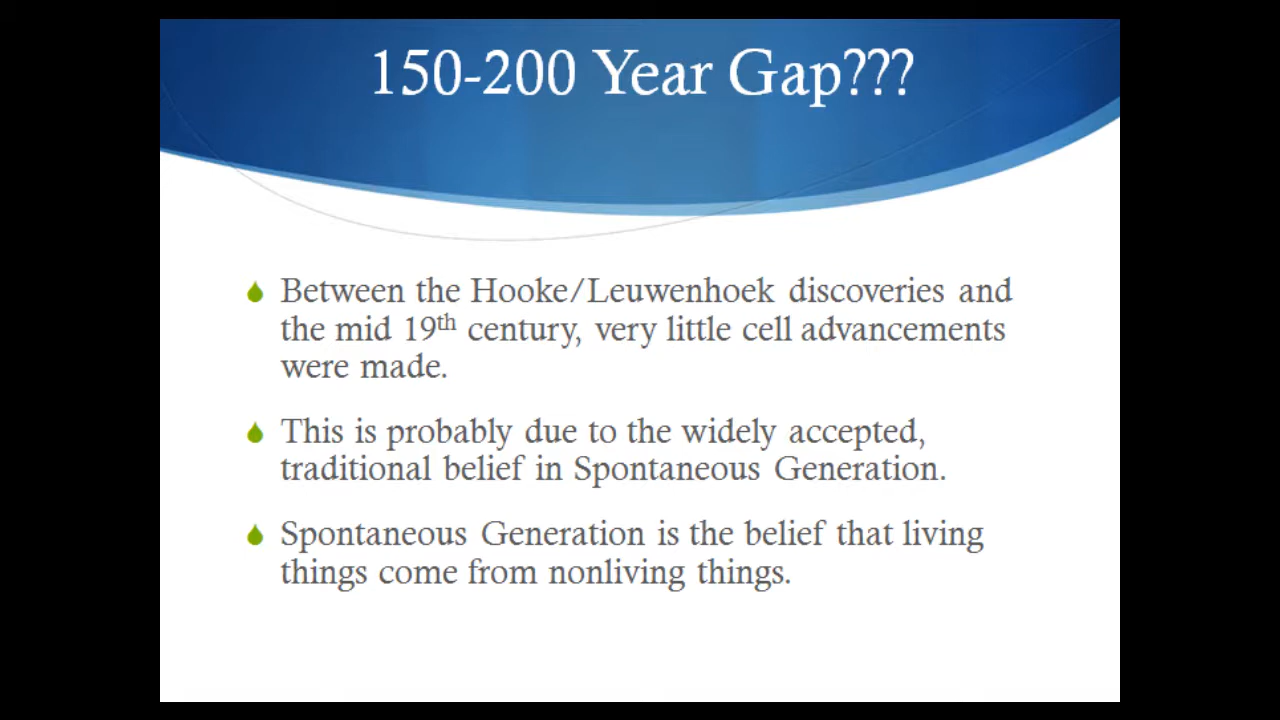 150-200 Year Gap???
Between the Hooke/Leuwenhoek discoveries and
the mid 19th century, very little cell advancements
were made.
This is probably due to the widely accepted,
traditional belief in Spontaneous Generation.
Spontaneous Generation is the belief that living
things come from nonliving things.